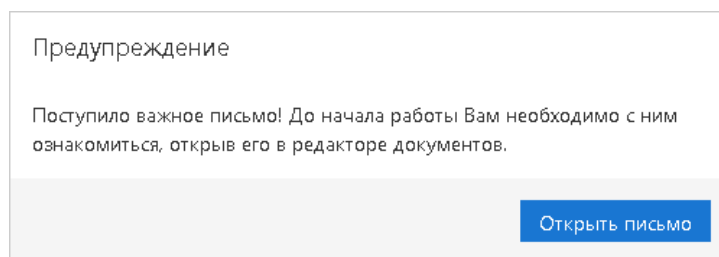 Предупреждение
Поступило важное письмо! До начала работы Вам необходимо с ним
ознакомиться, открыв его в редакторе документов.
Открыть письмо